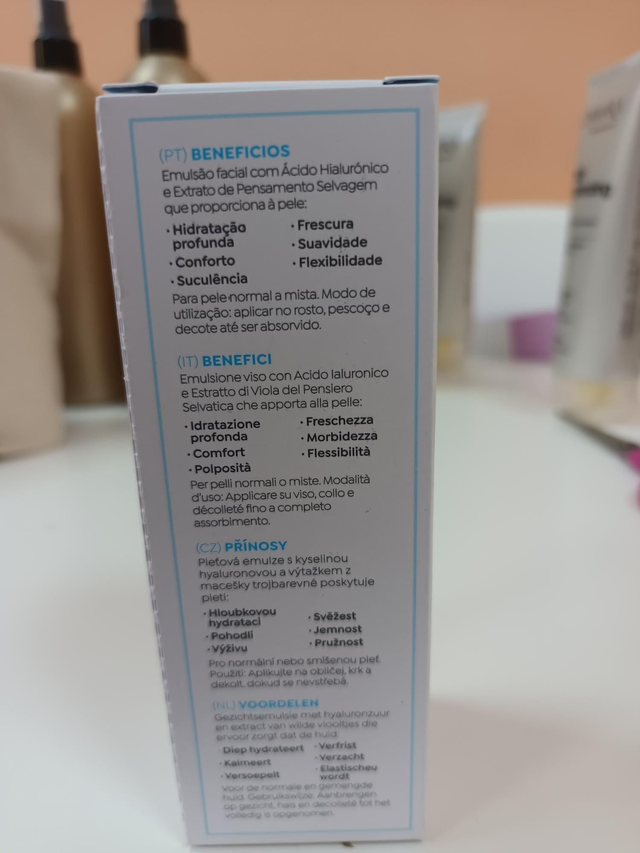 (PT) BENEFICIOS
Emulsão facial com Ácido Hialurónico
e Extrato de Pensamento Selvagem
que proporciona à pele:
· Hidratação profunda
· Conforto
· Suculência
· Frescura
· Suavidade
· Flexibilidade
Para pele normal a mista. Modo de
utilização: aplicar no rosto, pescoço e
decote até ser absorvido.
(IT) BENEFICI
Emulsione viso con Acido Ialuronico
e Estratto di Viola del Pensiero
Selvatica che apporta alla pelle:
· Idratazione profonda
· Comfort
· Polposità
· Freschezza
· Morbidezza
· Flessibilità
Per pelli normali o miste. Modalità
d'uso: Applicare su viso, collo e
décolleté fino a completo
assorbimento.
(CZ) PŘÍNOSY
Pleťová emulze s kyselinou
hyaluronovou a výtažkem z
macešky trojbarevné poskytuje
pleti:
· Hloubkovou hydrataci
· Pohodlí
· Výživu
· Svěžest
· Jemnost
· Pružnost
Pro normální nebo smíšenou pleť.
Použití: Aplikujte na obličej, krk a
dekolt, dokud se nevstřebá.
(NL) VOORDELEN
Gezichtsemulsie met hyaluronzuur
en extract van wilde viooltjes die
ervoor zorgt dat de huid:
· Diep hydrateert
· Kalmeert
· Versoepelt
· Verfrist
· Verzacht
· Elastischeu wordt
Voor de normale en gemengde
huid. Gebruikswijze: Aanbrengen
op gezicht, hals en decolleté tot het
volledig is opgenomen.